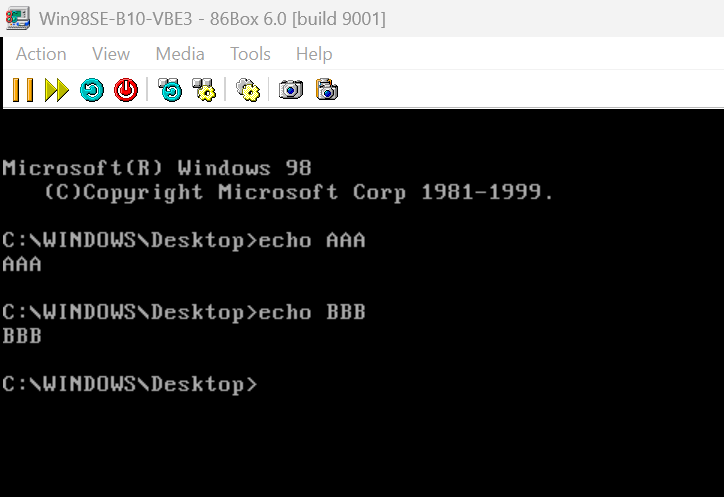 Win98SE-B10-VBE3 - 86Box 6.0 [build 9001]
Action View Media Tools Help
Microsoft(R) Windows 98
   (C)Copyright Microsoft Corp 1981-1999.
C:\WINDOWS\Desktop>echo AAA
AAA
C:\WINDOWS\Desktop>echo BBB
BBB
C:\WINDOWS\Desktop>